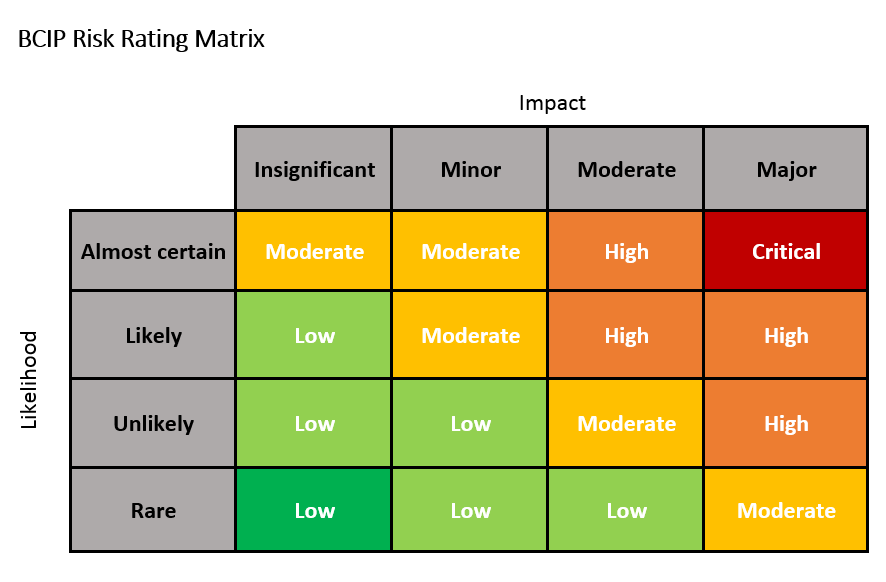 BCIP Risk Rating Matrix
Impact
Insignificant Minor Moderate Major
Almost certain Moderate Moderate High Critical
Likely Low Moderate High High
Likelihood
Unlikely Low Low Moderate High
Rare Low Low Low Moderate